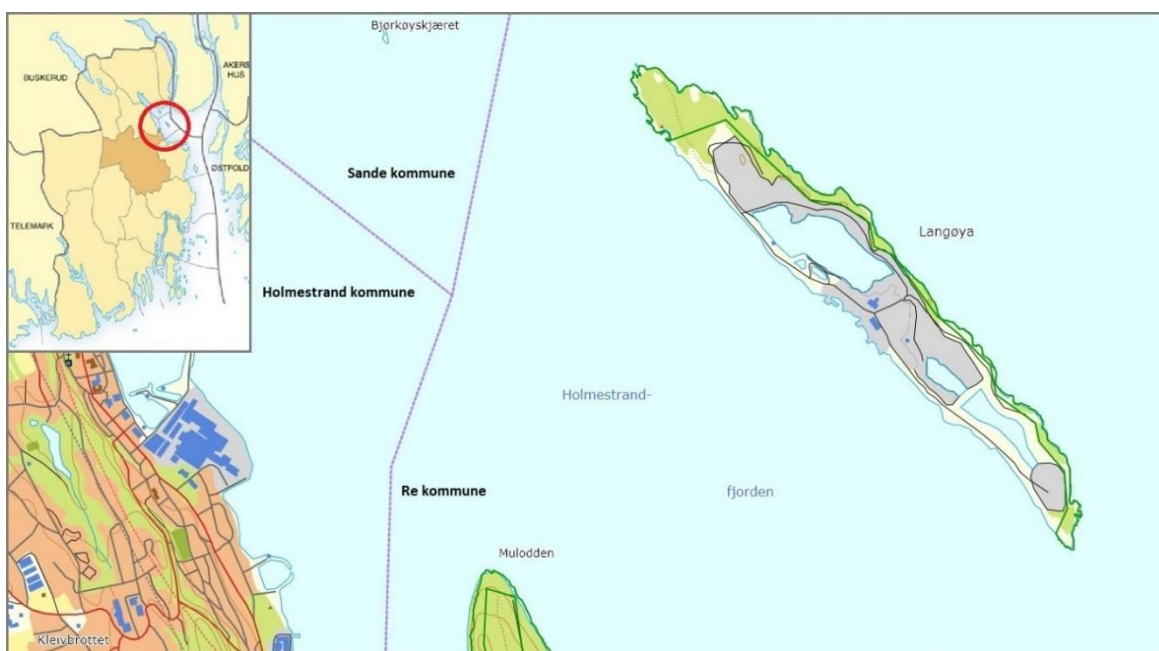 Bjørkøyskjæret
AKERS
HUS
BUSKERUD
ØSTFOLD
TELEMARK
Sande kommune
Langøya
Holmestrand kommune
Holmestrand-
fjorden
Re kommune
Mulodden
Kleivbrottet